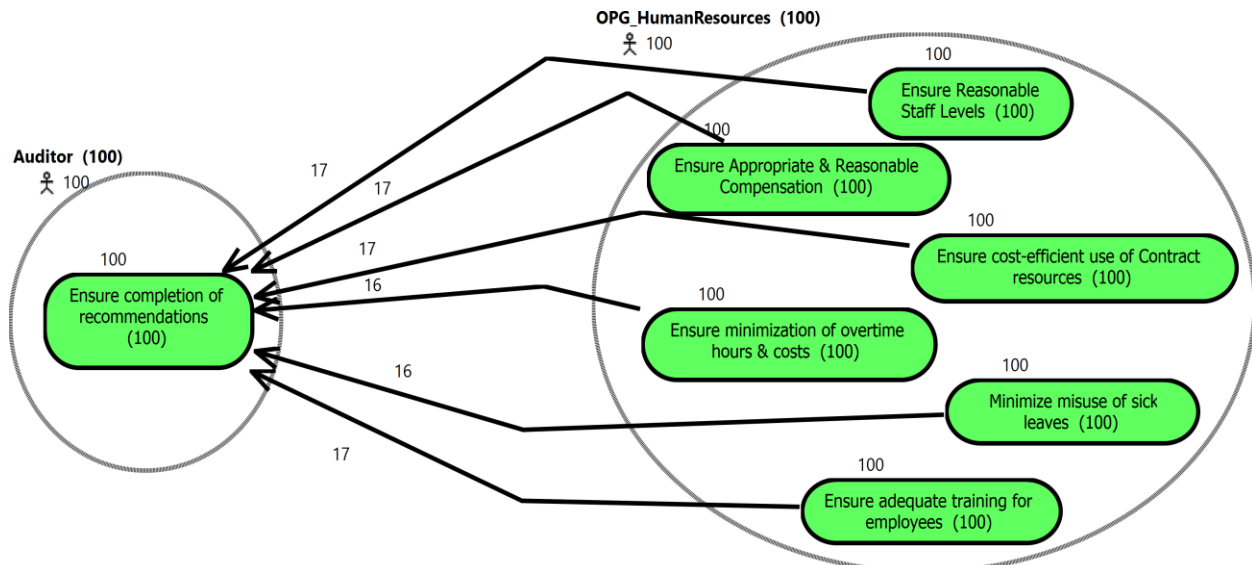 OPG_HumanResources (100)
100
100
Ensure Reasonable
Staff Levels (100)
100
Ensure Appropriate & Reasonable
Compensation (100)
Auditor (100)
100
17
17
17
16
16
17
100
Ensure completion of
recommendations
(100)
100
Ensure cost-efficient use of Contract
resources (100)
100
Ensure minimization of overtime
hours & costs (100)
100
Minimize misuse of sick
leaves (100)
100
Ensure adequate training for
employees (100)